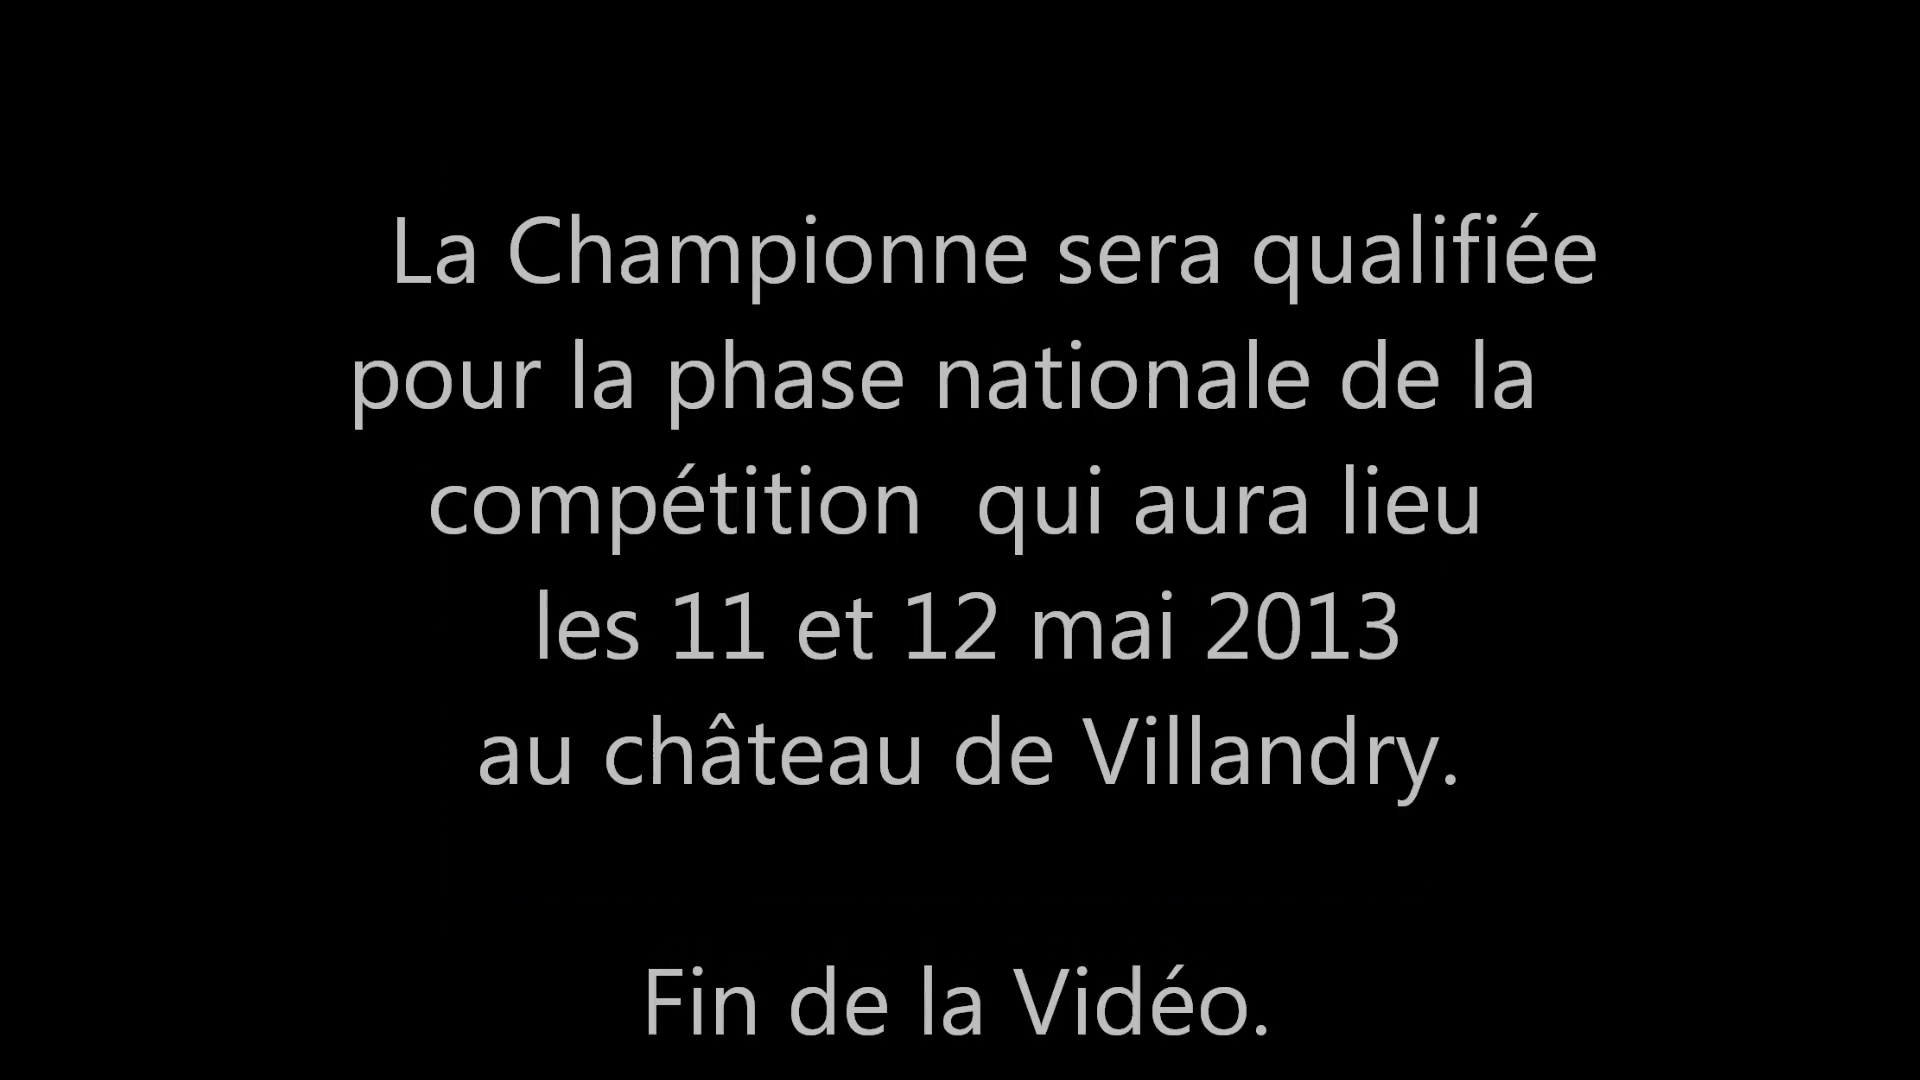 La Championne sera qualifiée
pour la phase nationale de la
compétition  qui aura lieu
les 11 et 12 mai 2013
au château de Villandry.
Fin de la Vidéo.